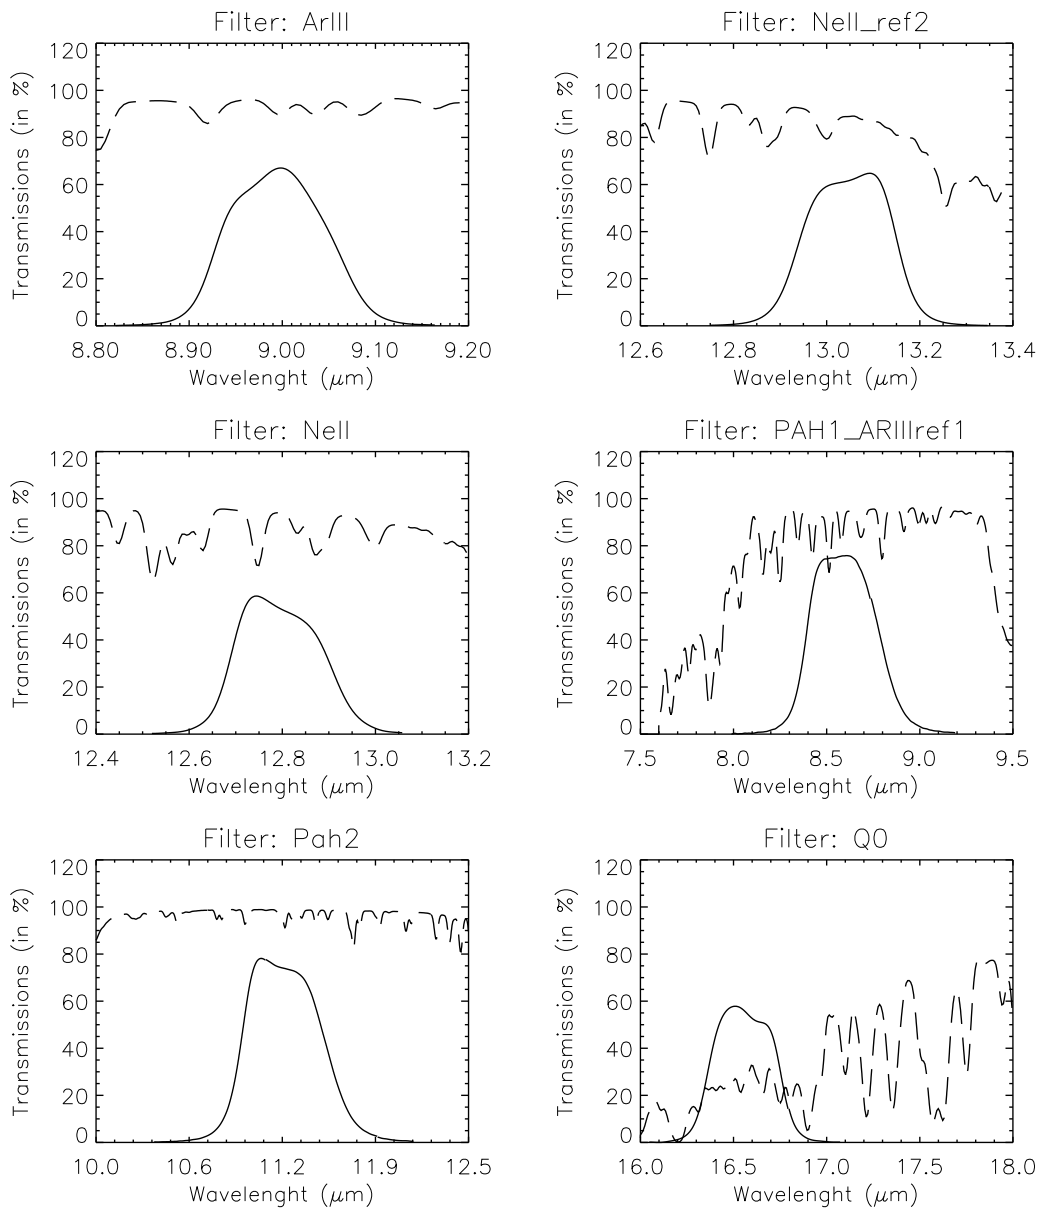 Filter: ArIII
Transmissions (in %)
120
100
80
60
40
20
0
8.80 8.90 9.00 9.10 9.20
Wavelenght (μm)
Filter: NeII_ref2
Transmissions (in %)
120
100
80
60
40
20
0
12.6 12.8 13.0 13.2 13.4
Wavelenght (μm)
Filter: NeII
Transmissions (in %)
120
100
80
60
40
20
0
12.4 12.6 12.8 13.0 13.2
Wavelenght (μm)
Filter: PAH1_ARIIIref1
Transmissions (in %)
120
100
80
60
40
20
0
7.5 8.0 8.5 9.0 9.5
Wavelenght (μm)
Filter: Pah2
Transmissions (in %)
120
100
80
60
40
20
0
10.0 10.6 11.2 11.9 12.5
Wavelenght (μm)
Filter: Q0
Transmissions (in %)
120
100
80
60
40
20
0
16.0 16.5 17.0 17.5 18.0
Wavelenght (μm)